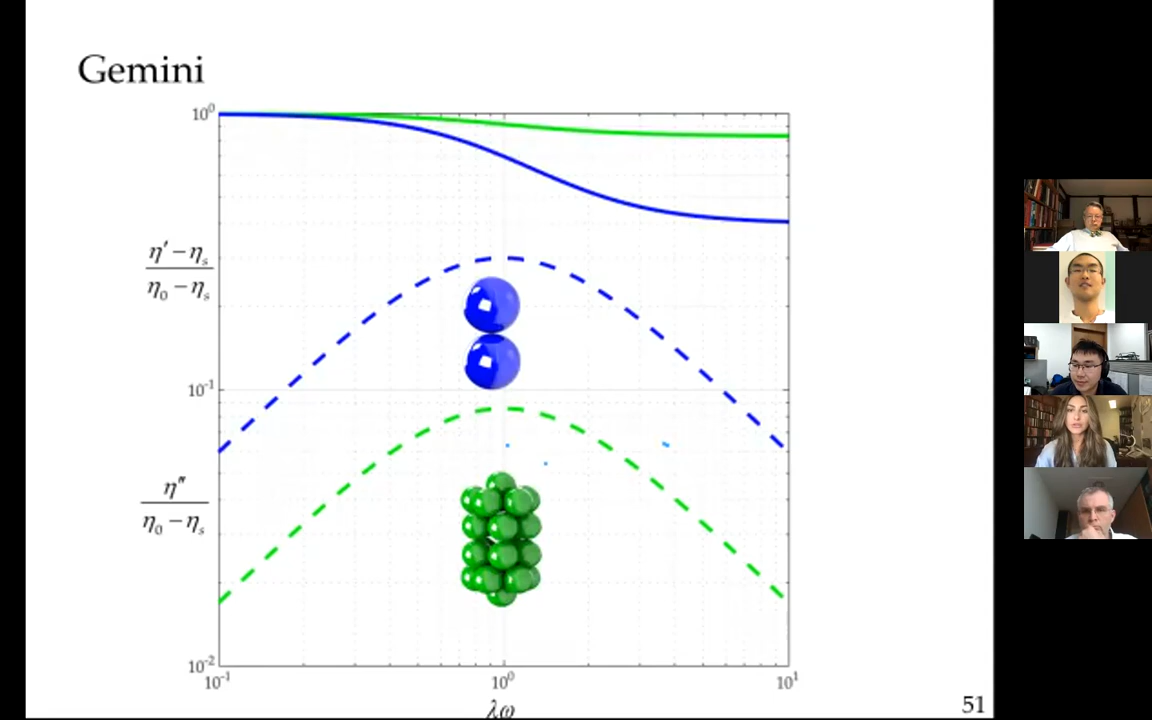 Gemini
10⁰
η′ − ηₛ
η₀ − ηₛ
10⁻¹
η″
η₀ − ηₛ
10⁻²
10⁻¹ 10⁰ 10¹
λω
51